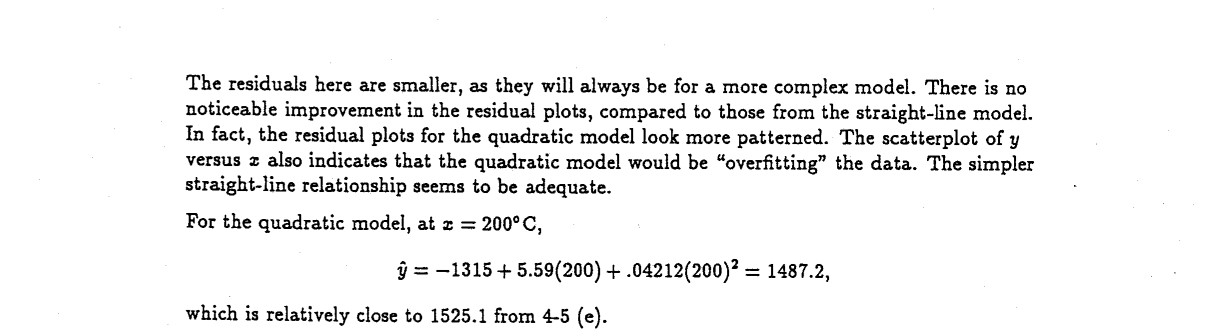 The residuals here are smaller, as they will always be for a more complex model. There is no
noticeable improvement in the residual plots, compared to those from the straight-line model.
In fact, the residual plots for the quadratic model look more patterned. The scatterplot of y
versus x also indicates that the quadratic model would be “overfitting” the data. The simpler
straight-line relationship seems to be adequate.
For the quadratic model, at x = 200°C,
ŷ = −1315 + 5.59(200) + .04212(200)² = 1487.2,
which is relatively close to 1525.1 from 4-5 (e).